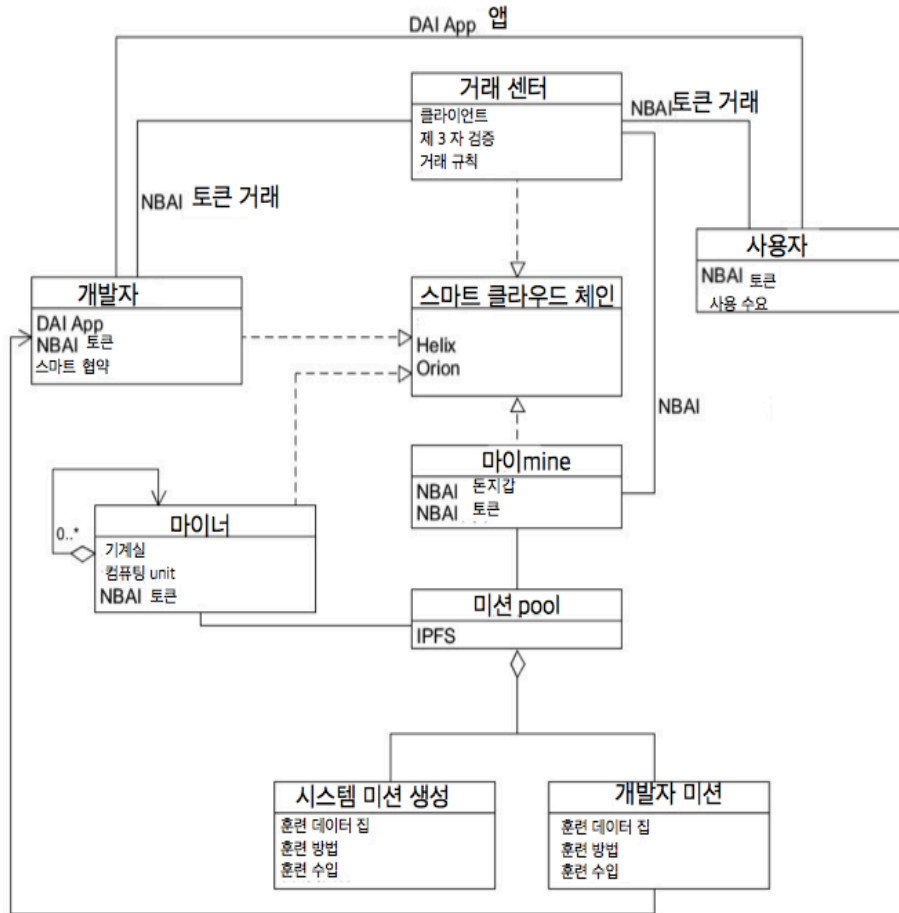 DAI App 앱
거래 센터
클라이언트
제 3 자 검증
거래 규칙
NBAI 토큰 거래
NBAI 토큰 거래
사용자
NBAI 토큰
사용 수요
개발자
DAI App
NBAI 토큰
스마트 협약
스마트 클라우드 체인
Helix
Orion
NBAI
마이mine
NBAI 돈지갑
NBAI 토큰
마이너
0..*
기계실
컴퓨팅 unit
NBAI 토큰
미션 pool
IPFS
시스템 미션 생성
훈련 데이터 집
훈련 방법
훈련 수입
개발자 미션
훈련 데이터 집
훈련 방법
훈련 수입